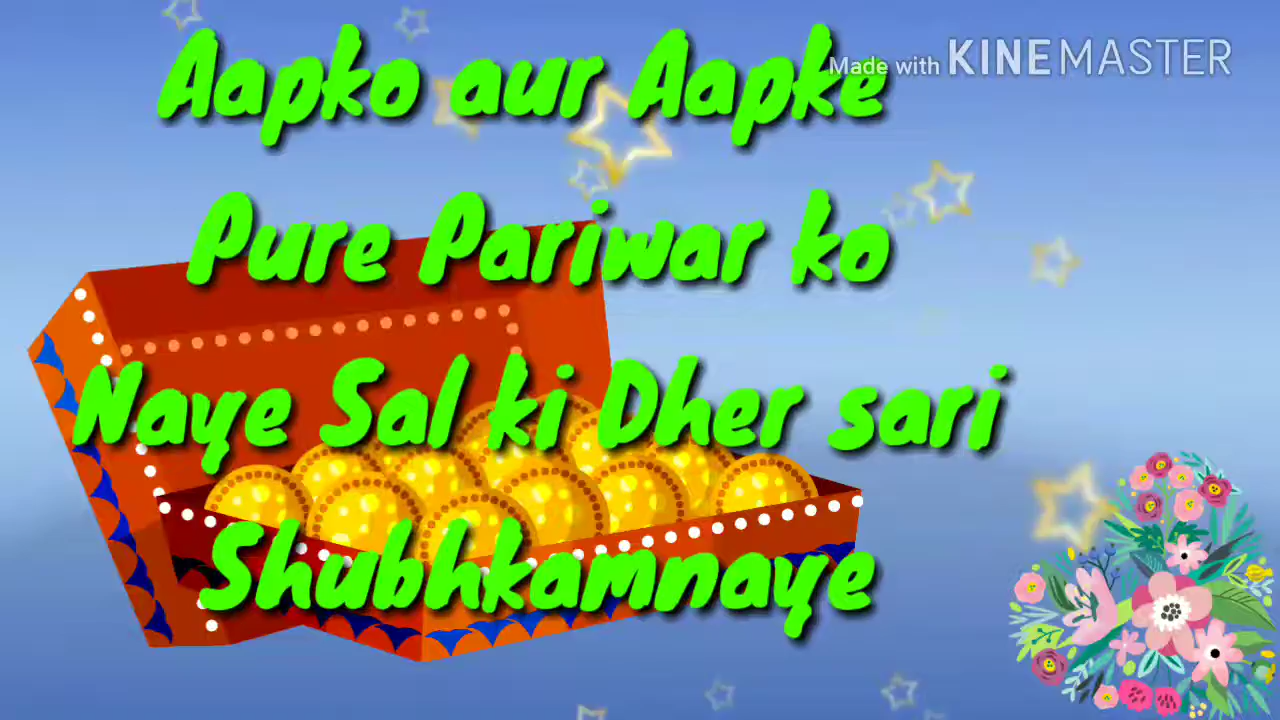 Made with KINEMASTER
Aapko aur Aapke
Pure Pariwar ko
Naye Sal ki Dher sari
Shubhkamnaye